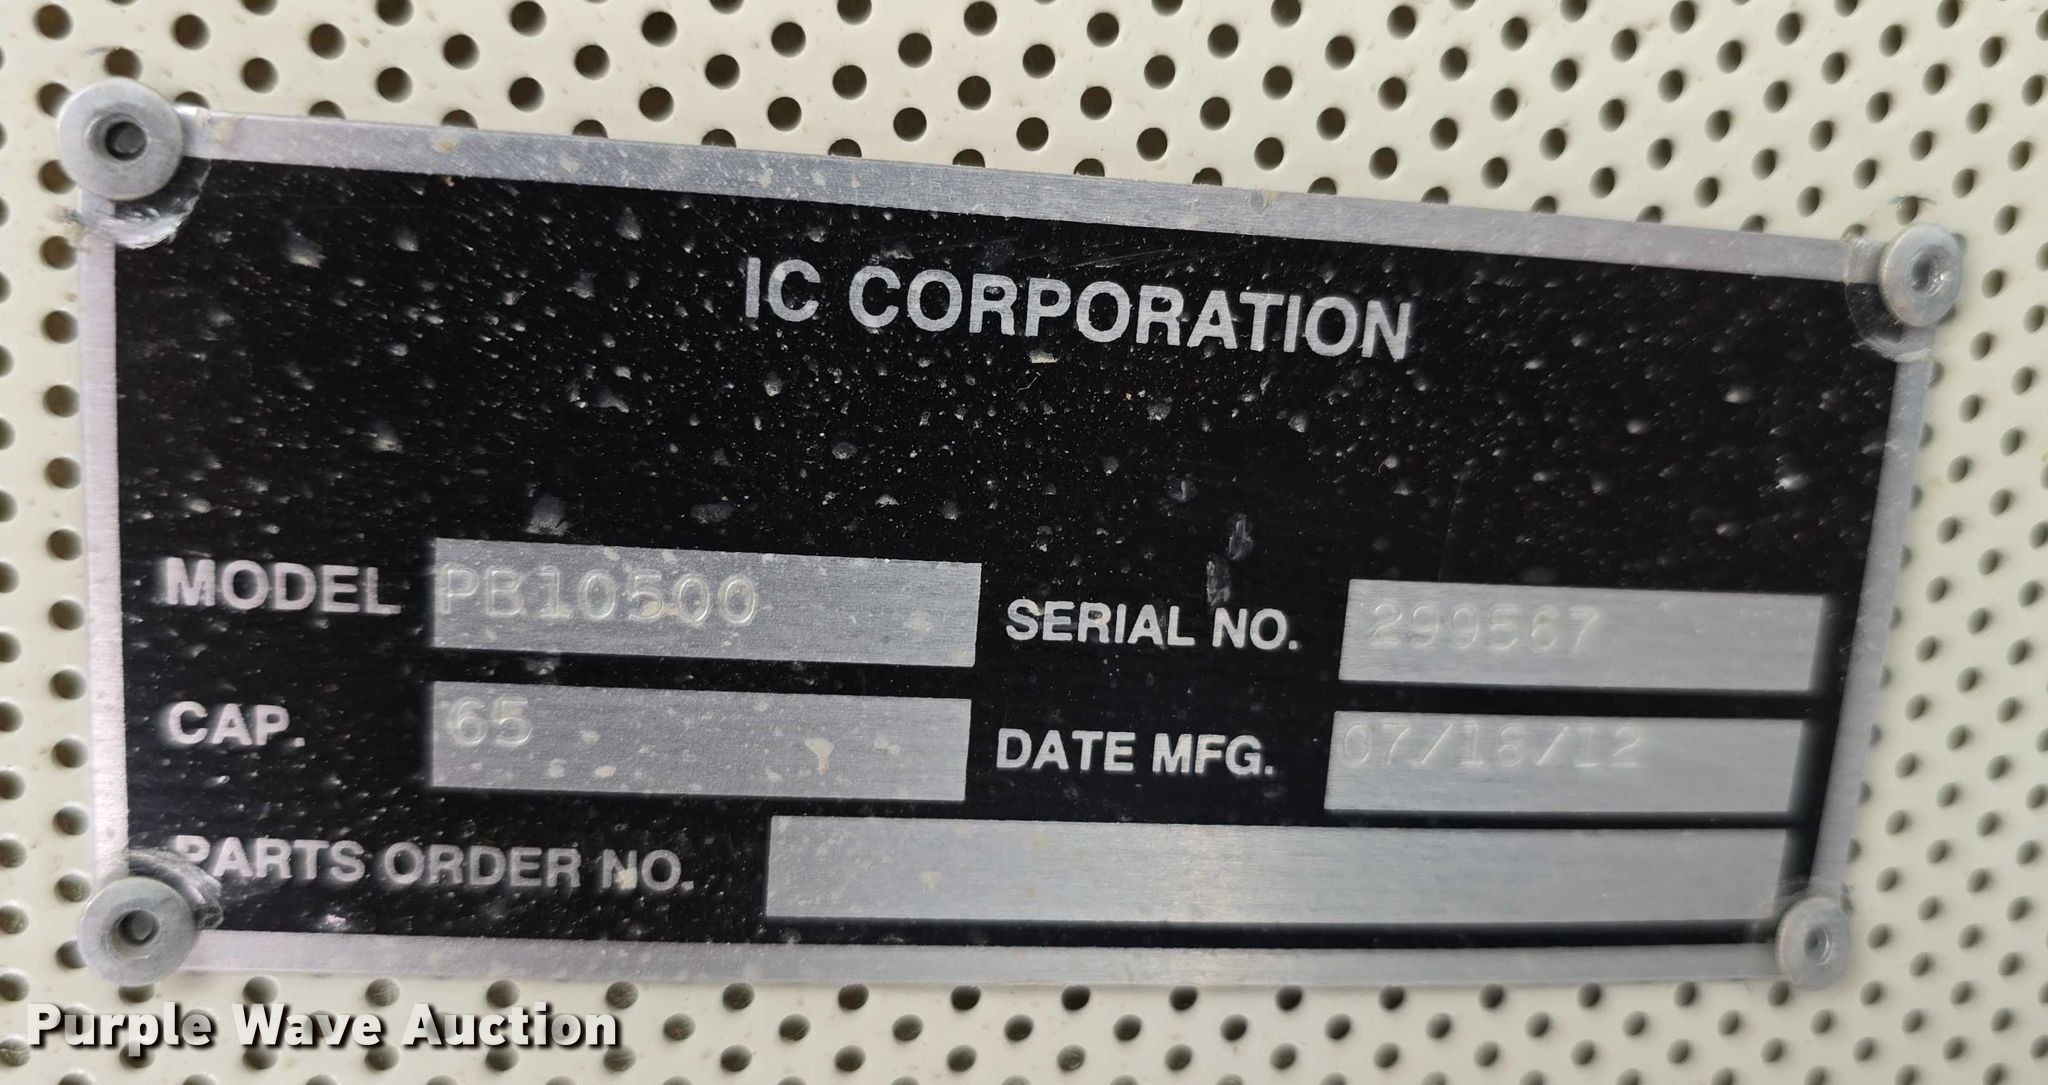 IC CORPORATION
MODEL PB10500 SERIAL NO. 299567
CAP. 65 DATE MFG. 07/18/12
PARTS ORDER NO.
Purple Wave Auction